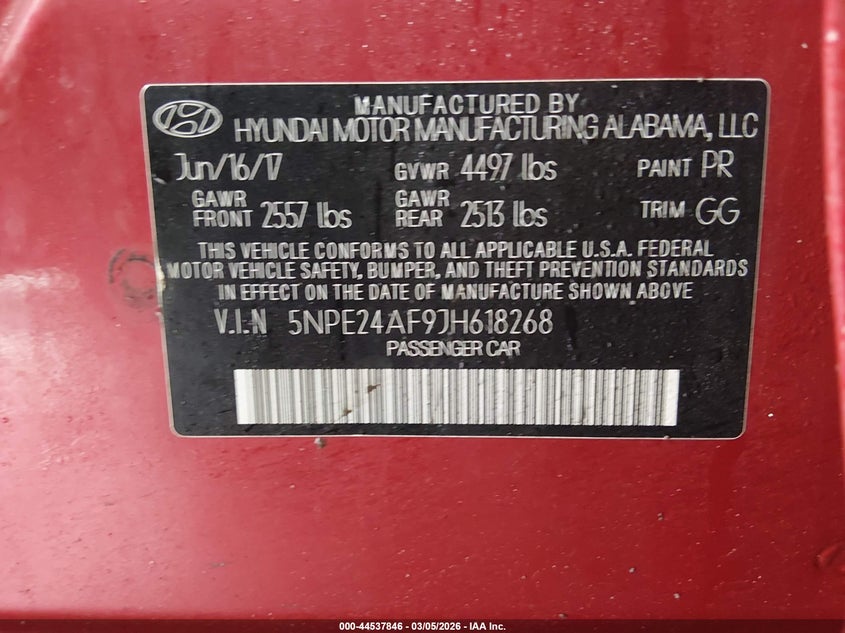 MANUFACTURED BY
HYUNDAI MOTOR MANUFACTURING ALABAMA, LLC
Jun/16/17 GVWR 4497 lbs PAINT PR
GAWR FRONT 2557 lbs GAWR REAR 2513 lbs TRIM GG
THIS VEHICLE CONFORMS TO ALL APPLICABLE U.S.A. FEDERAL
MOTOR VEHICLE SAFETY, BUMPER, AND THEFT PREVENTION STANDARDS
IN EFFECT ON THE DATE OF MANUFACTURE SHOWN ABOVE
V.I.N 5NPE24AF9JH618268
PASSENGER CAR
000-44537846 - 03/05/2026 - IAA Inc.